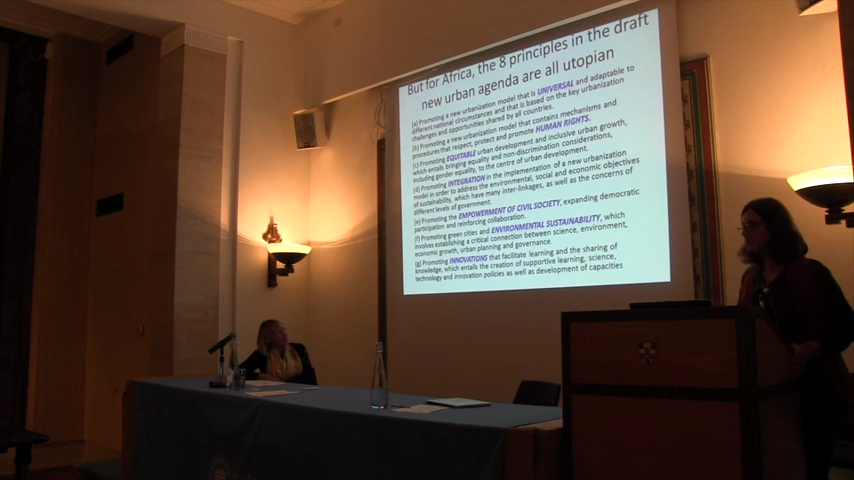 But for Africa, the 8 principles in the draft
new urban agenda are all utopian
(a) Promoting a new urbanization model that is UNIVERSAL and adaptable to
different national circumstances and that is based on the key urbanization
challenges and opportunities shared by all countries.
(b) Promoting a new urbanization model that contains mechanisms and
procedures that respect, protect and promote HUMAN RIGHTS.
(c) Promoting EQUITABLE urban development and inclusive urban growth,
which entails bringing equality and non-discrimination considerations,
including gender equality, to the centre of urban development.
(d) Promoting INTEGRATION in the implementation of a new urbanization
model in order to address the environmental, social and economic objectives
of sustainability, which have many inter-linkages, as well as the concerns of
different levels of government.
(e) Promoting the EMPOWERMENT OF CIVIL SOCIETY, expanding democratic
participation and reinforcing collaboration.
(f) Promoting green cities and ENVIRONMENTAL SUSTAINABILITY, which
involves establishing a critical connection between science, environment,
economic growth, urban planning and governance.
(g) Promoting INNOVATIONS that facilitate learning and the sharing of
knowledge, which entails the creation of supportive learning, science,
technology and innovation policies as well as development of capacities